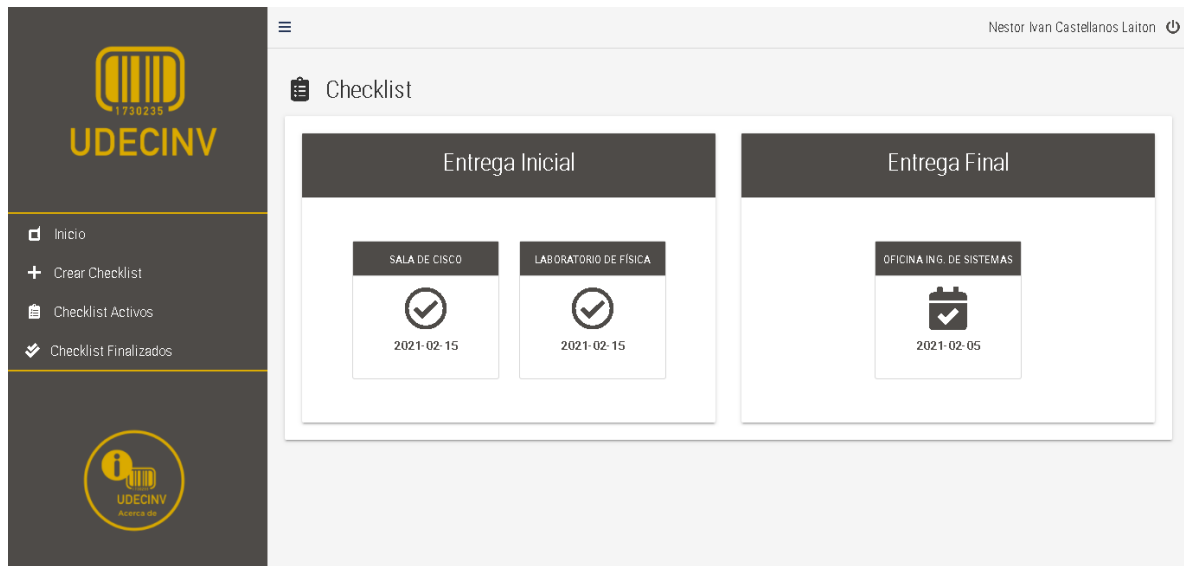 1730235
UDECINV
Inicio
Crear Checklist
Checklist Activos
Checklist Finalizados
i
UDECINV
Acerca de
Nestor Ivan Castellanos Laiton
Checklist
Entrega Inicial
SALA DE CISCO
2021-02-15
LABORATORIO DE FÍSICA
2021-02-15
Entrega Final
OFICINA ING. DE SISTEMAS
2021-02-05